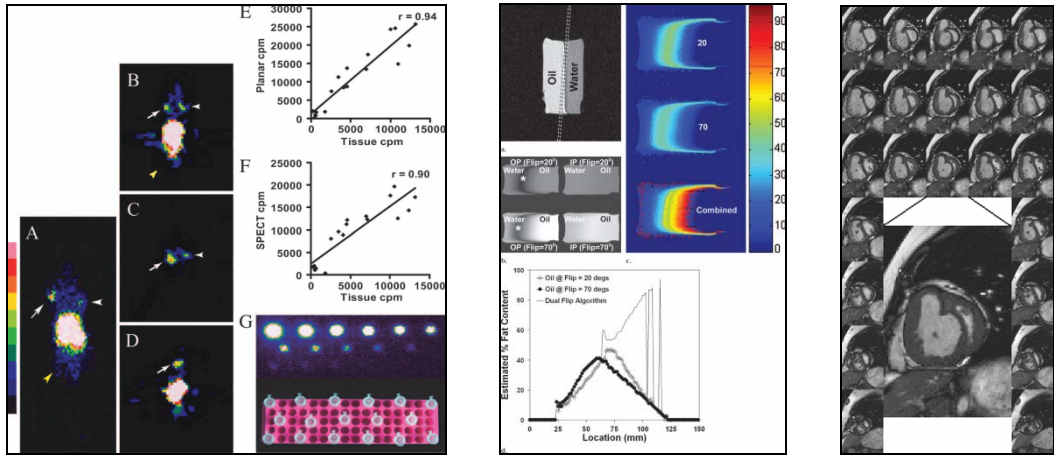 A
B
C
D
E
r = 0.94
Planar cpm
30000
25000
20000
15000
10000
5000
0
0 5000 10000 15000
Tissue cpm
F
r = 0.90
SPECT cpm
25000
20000
15000
10000
5000
0
0 5000 10000 15000
Tissue cpm
G
Oil
Water
a.
OP (Flip=20°) IP (Flip=20°)
Water Oil Water Oil
*
Water Oil Water Oil
*
OP (Flip=70°) IP (Flip=70°)
b.
20
70
Combined
90
80
70
60
50
40
30
20
10
0
c.
Estimated % Fat Content
100
80
60
40
20
0
Oil @ Flip = 20 degs
Oil @ Flip = 70 degs
Dual Flip Algorithm
0 25 50 75 100 125 150
Location (mm)
d.